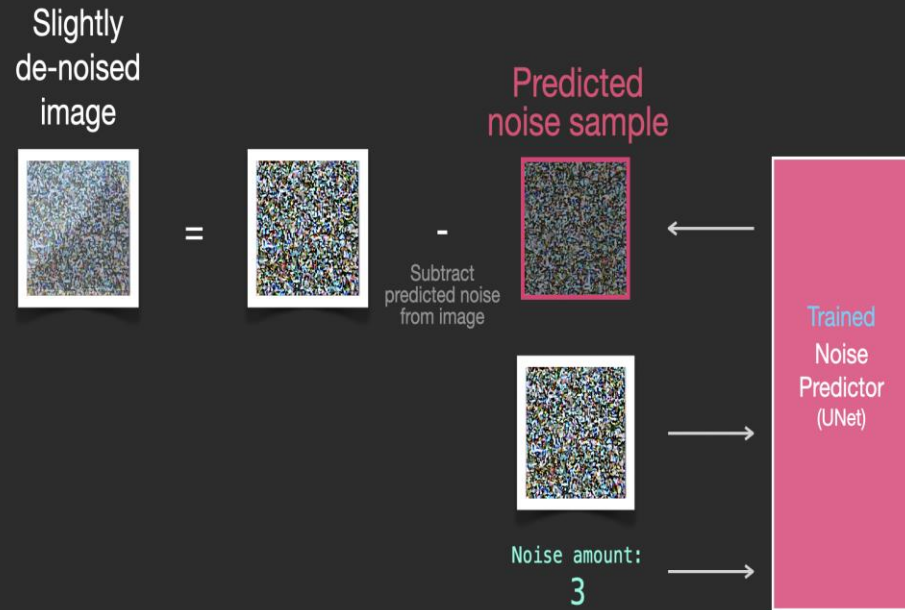 Slightly
de-noised
image
=
-
Subtract
predicted noise
from image
Predicted
noise sample
Noise amount:
3
Trained
Noise
Predictor
(UNet)